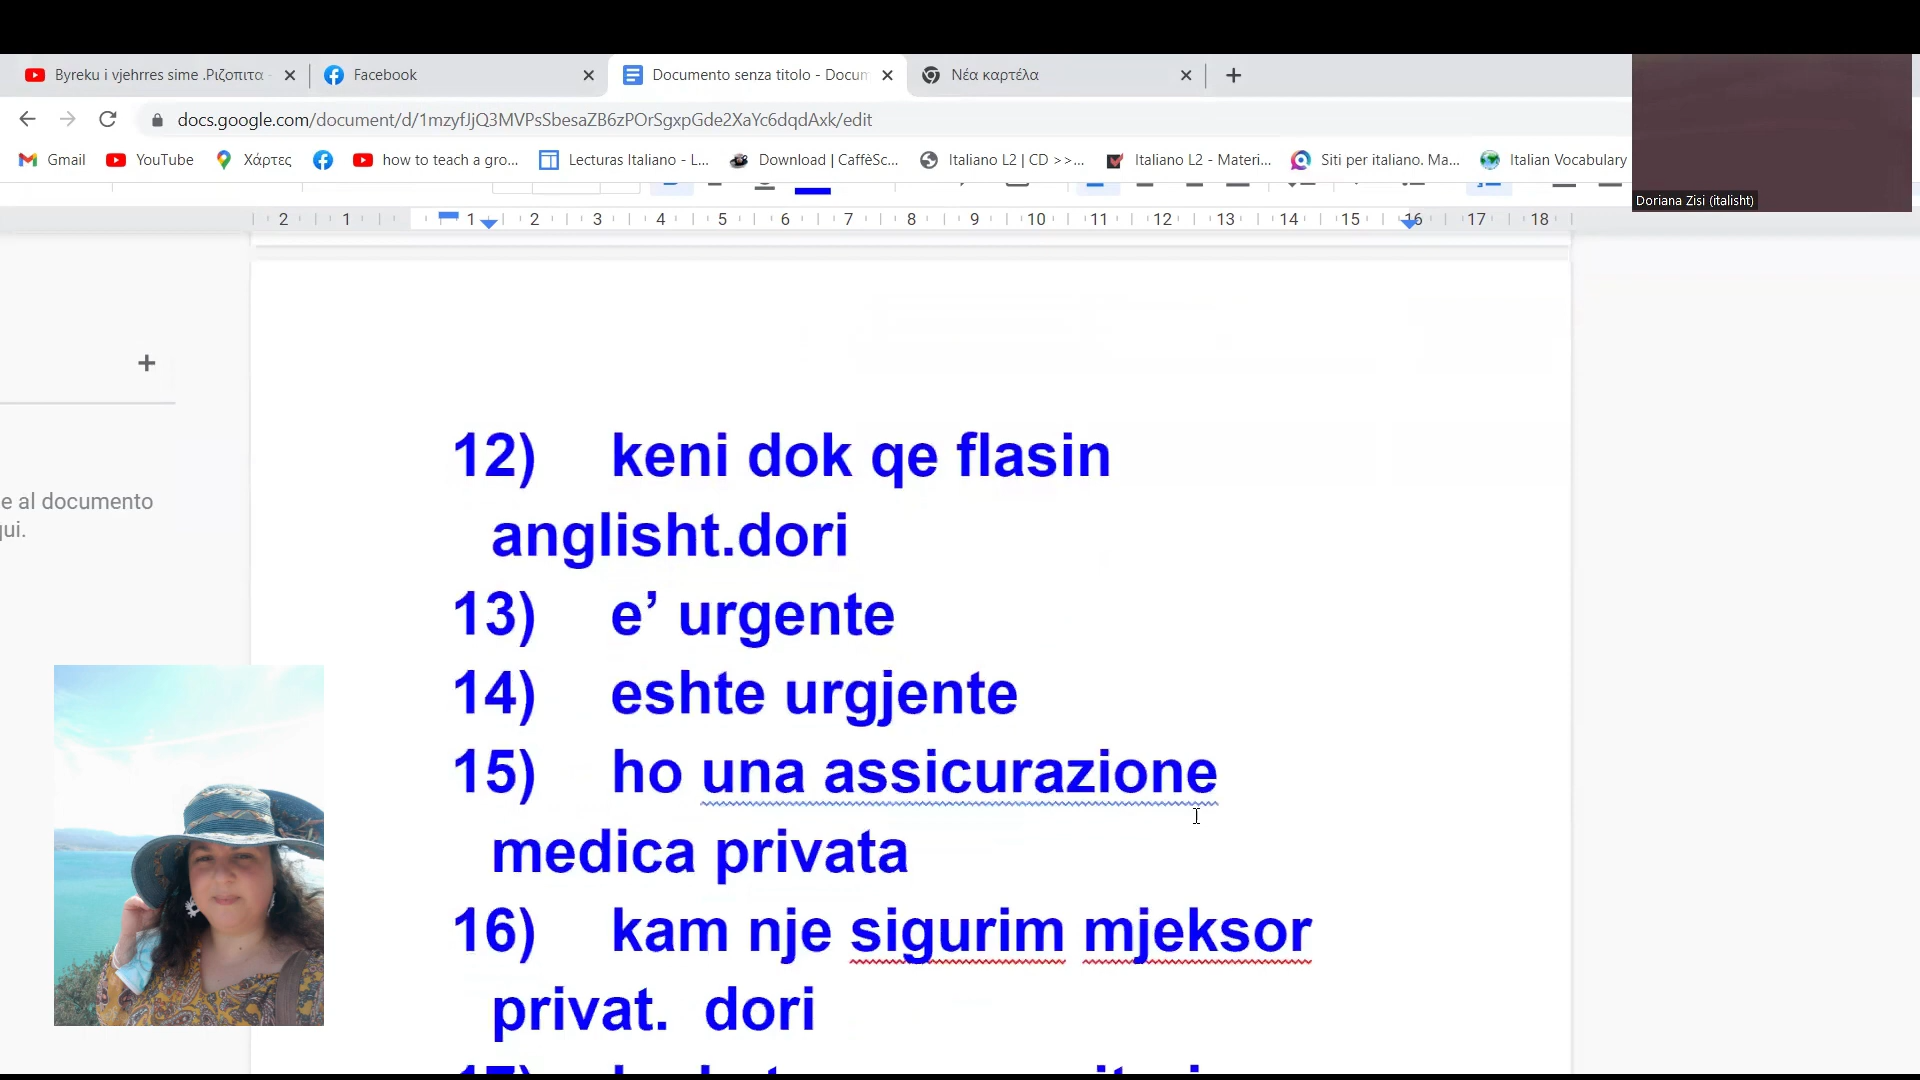 Byreku i vjehrres sime .Ριζοπιτα - Facebook Documento senza titolo - Docum Νέα καρτέλα
docs.google.com/document/d/1mzyfJjQ3MVPsSbesaZB6zPOrSgxpGde2XaYc6dqdAxk/edit
Gmail YouTube Χάρτες how to teach a gro... Lecturas Italiano - L... Download | CaffèSc... Italiano L2 | CD >>... Italiano L2 - Materi... Siti per italiano. Ma... Italian Vocabulary
Doriana Zisi (italisht)
2 1 1 2 3 4 5 6 7 8 9 10 11 12 13 14 15 16 17 18
e al documento
qui.
12) keni dok qe flasin
anglisht.dori
13) e’ urgente
14) eshte urgjente
15) ho una assicurazione
medica privata
16) kam nje sigurim mjeksor
privat. dori
17)